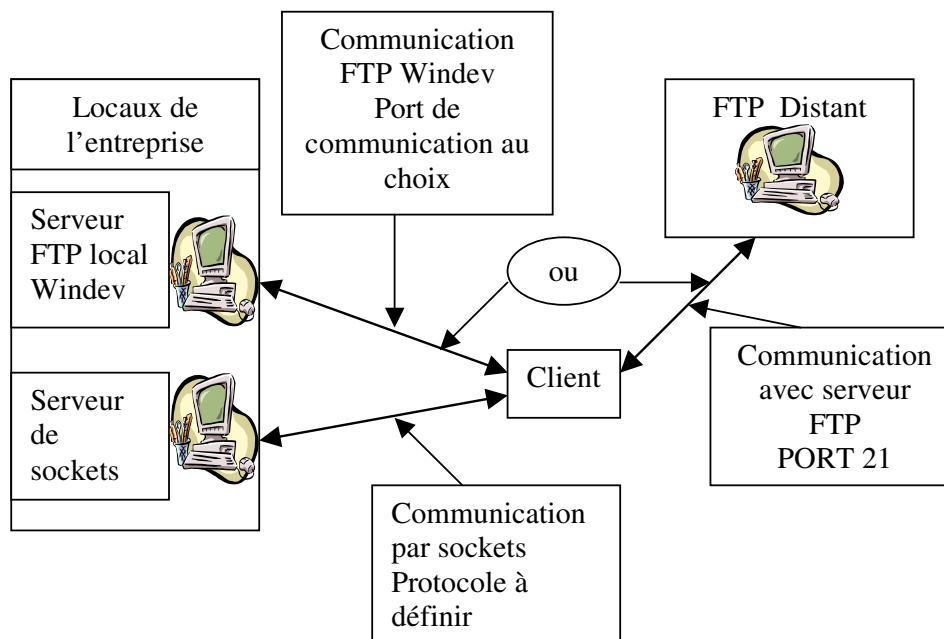 Communication
FTP Windev
Port de
communication au
choix
Locaux de
l'entreprise
FTP Distant
Serveur
FTP local
Windev
ou
Client
Communication
avec serveur
FTP
PORT 21
Serveur
de
sockets
Communication
par sockets
Protocole à
définir